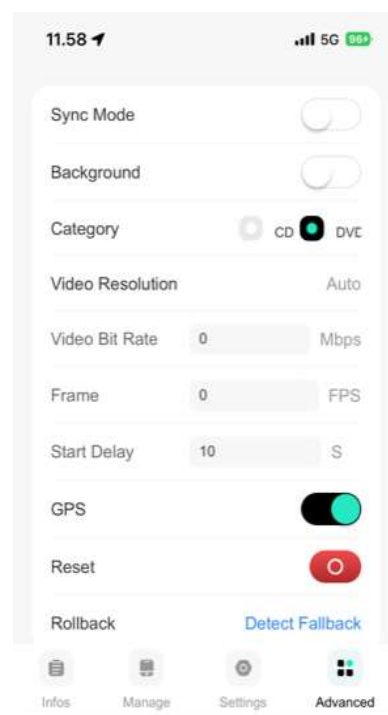 11.58 5G 96
Sync Mode
Background
Category CD DVD
Video Resolution Auto
Video Bit Rate 0 Mbps
Frame 0 FPS
Start Delay 10 S
GPS
Reset
Rollback Detect Fallback
Infos Manage Settings Advanced